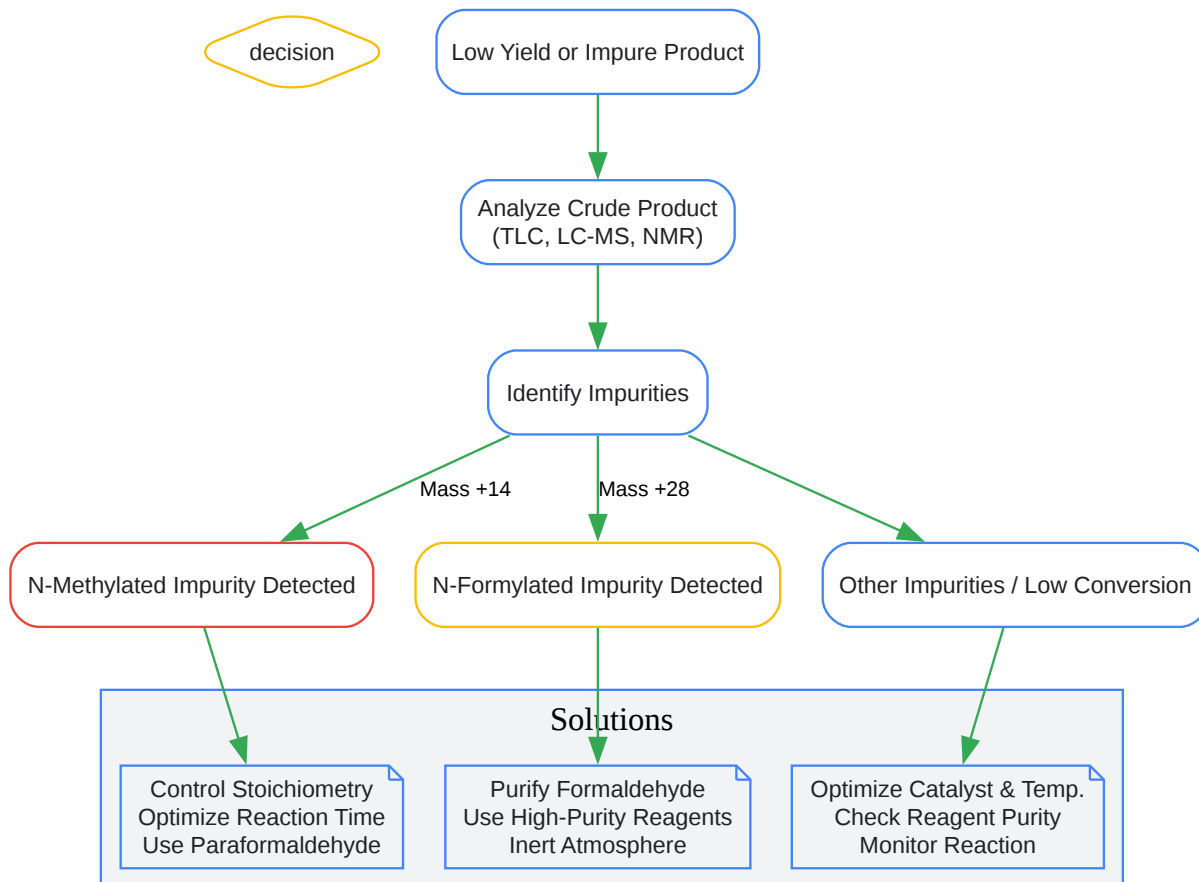 decision
Low Yield or Impure Product
Analyze Crude Product
(TLC, LC-MS, NMR)
Identify Impurities
Mass +14
Mass +28
N-Methylated Impurity Detected
N-Formylated Impurity Detected
Other Impurities / Low Conversion
Solutions
Control Stoichiometry
Optimize Reaction Time
Use Paraformaldehyde
Purify Formaldehyde
Use High-Purity Reagents
Inert Atmosphere
Optimize Catalyst & Temp.
Check Reagent Purity
Monitor Reaction